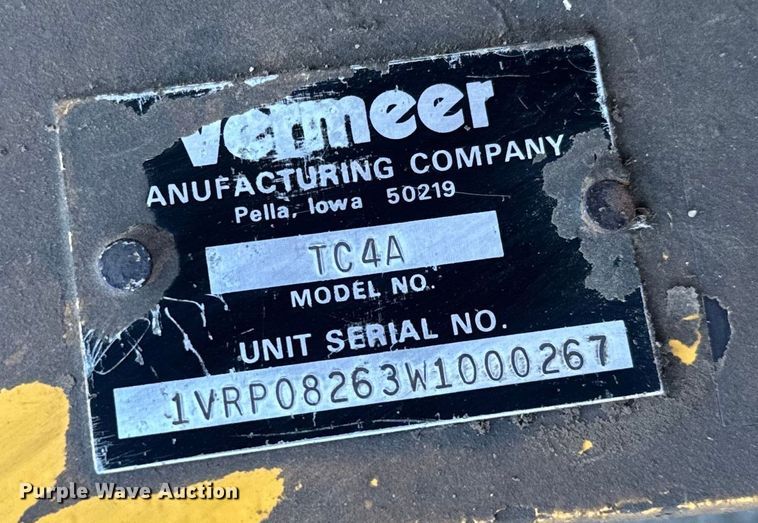 Vermeer
ANUFACTURING COMPANY
Pella, Iowa 50219
TC4A
MODEL NO.
UNIT SERIAL NO.
1VRP08263W1000267
Purple Wave Auction